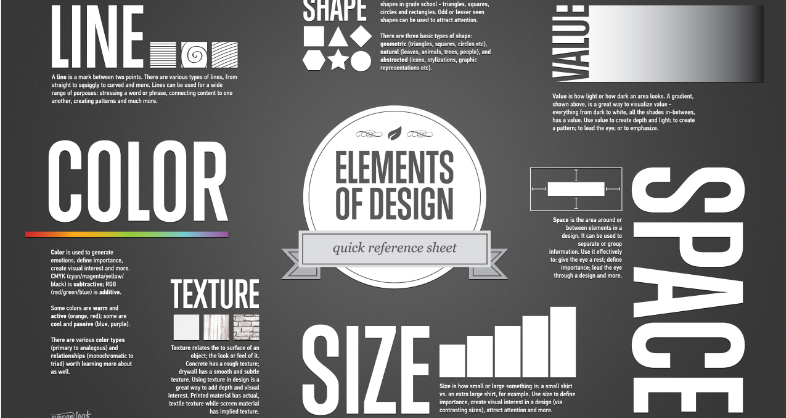 LINE
A line is a mark between two points. There are various types of lines, from
straight to squiggly to curved and more. Lines can be used for a wide
range of purposes: stressing a word or phrase, connecting content to one
another, creating patterns and much more.
SHAPE
shapes in grade school - triangles, squares,
circles and rectangles. Odd or lesser seen
shapes can be used to attract attention.
There are three basic types of shape:
geometric (triangles, squares, circles etc),
natural (leaves, animals, trees, people), and
abstracted (icons, stylizations, graphic
representations etc).
VALUE
Value is how light or how dark an area looks. A gradient,
shown above, is a great way to visualize value -
everything from dark to white, all the shades in-between,
has a value. Use value to create depth and light; to create
a pattern; to lead the eye; or to emphasize.
COLOR
Color is used to generate
emotions, define importance,
create visual interest and more.
CMYK (cyan/magenta/yellow/
black) is subtractive; RGB
(red/green/blue) is additive.
Some colors are warm and
active (orange, red); some are
cool and passive (blue, purple).
There are various color types
(primary to analogous) and
relationships (monochromatic to
triad) worth learning more about
as well.
ELEMENTS
OF DESIGN
quick reference sheet
SPACE
Space is the area around or
between elements in a
design. It can be used to
separate or group
information. Use it effectively
to: give the eye a rest; define
importance; lead the eye
through a design and more.
TEXTURE
Texture relates the to surface of an
object; the look or feel of it.
Concrete has a rough texture;
drywall has a smooth and subtle
texture. Using texture in design is a
great way to add depth and visual
interest. Printed material has actual,
textile texture while screen material
has implied texture.
SIZE
Size is how small or large something is: a small shirt
vs. an extra large shirt, for example. Use size to define
importance, create visual interest in a design (via
contrasting sizes), attract attention and more.